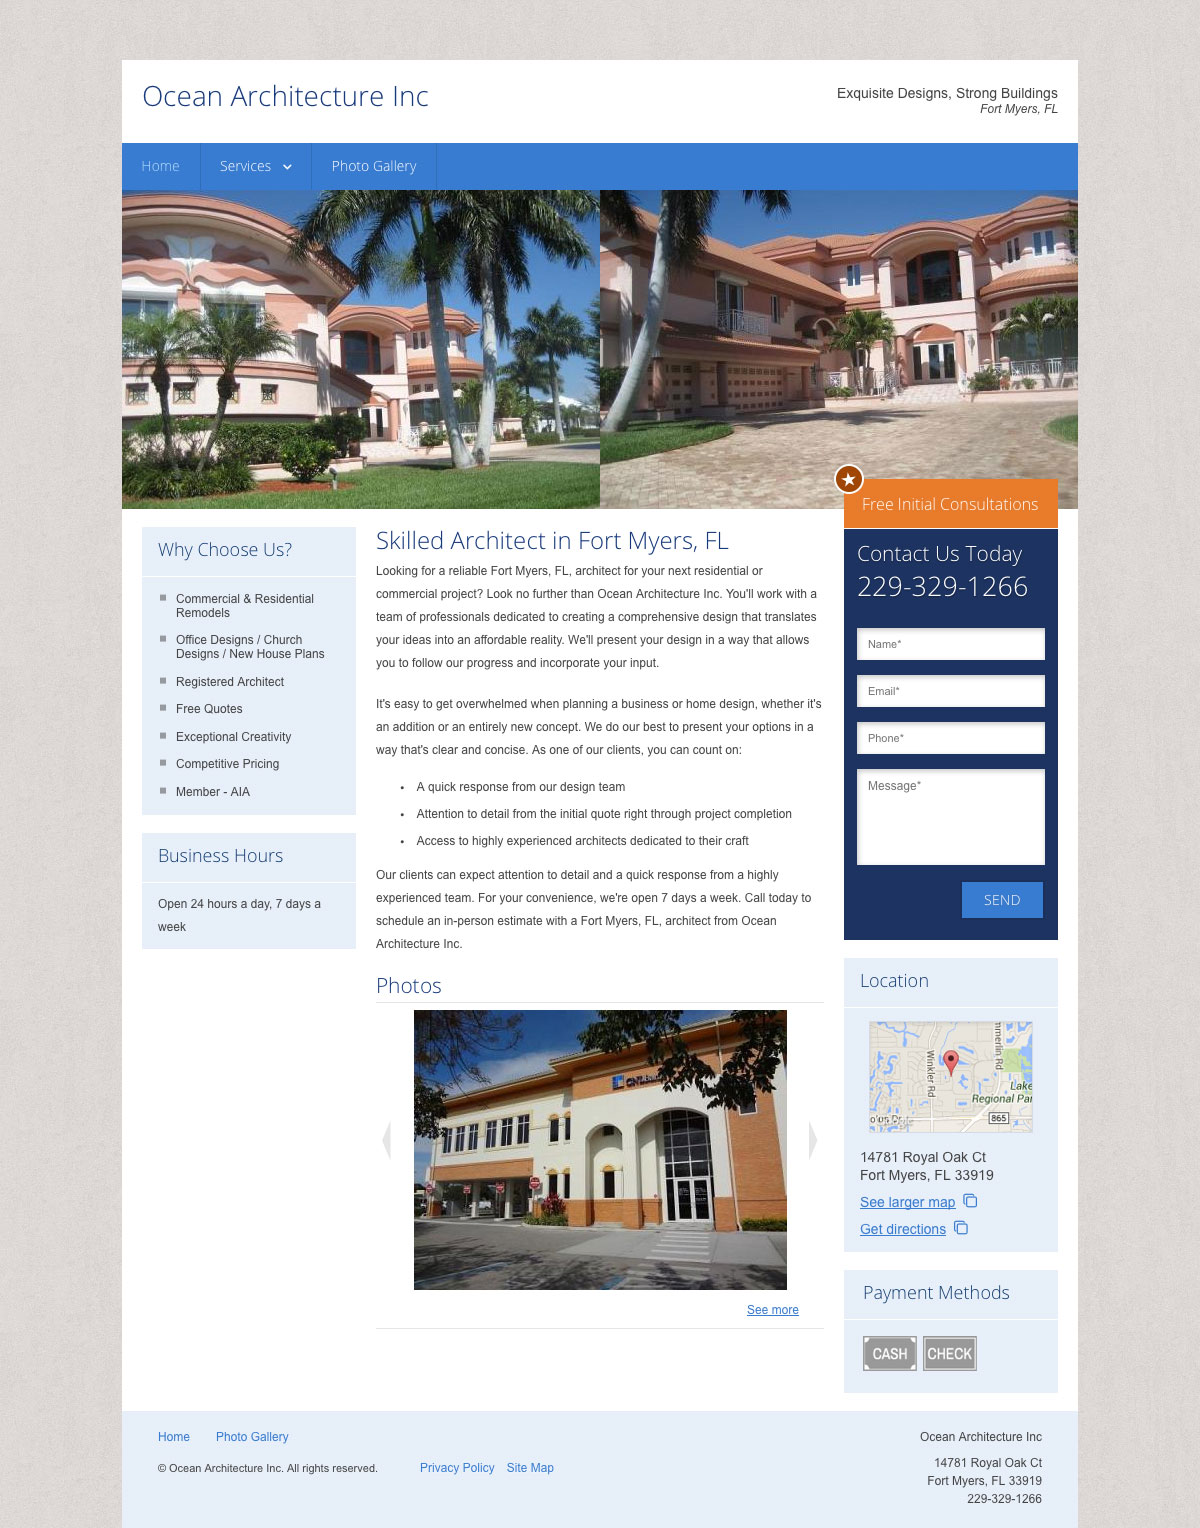 Ocean Architecture Inc
Exquisite Designs, Strong Buildings
Fort Myers, FL
Home
Services
Photo Gallery
Free Initial Consultations
Why Choose Us?
Commercial & Residential
Remodels
Office Designs / Church
Designs / New House Plans
Registered Architect
Free Quotes
Exceptional Creativity
Competitive Pricing
Member - AIA
Business Hours
Open 24 hours a day, 7 days a
week
Skilled Architect in Fort Myers, FL
Looking for a reliable Fort Myers, FL, architect for your next residential or
commercial project? Look no further than Ocean Architecture Inc. You'll work with a
team of professionals dedicated to creating a comprehensive design that translates
your ideas into an affordable reality. We'll present your design in a way that allows
you to follow our progress and incorporate your input.
It's easy to get overwhelmed when planning a business or home design, whether it's
an addition or an entirely new concept. We do our best to present your options in a
way that's clear and concise. As one of our clients, you can count on:
• A quick response from our design team
• Attention to detail from the initial quote right through project completion
• Access to highly experienced architects dedicated to their craft
Our clients can expect attention to detail and a quick response from a highly
experienced team. For your convenience, we're open 7 days a week. Call today to
schedule an in-person estimate with a Fort Myers, FL, architect from Ocean
Architecture Inc.
Photos
See more
Contact Us Today
229-329-1266
Name*
Email*
Phone*
Message*
SEND
Location
Winkler Rd
mmerlin Rd
Lake
Regional Par
865
14781 Royal Oak Ct
Fort Myers, FL 33919
See larger map
Get directions
Payment Methods
CASH
CHECK
Home
Photo Gallery
© Ocean Architecture Inc. All rights reserved.
Privacy Policy
Site Map
Ocean Architecture Inc
14781 Royal Oak Ct
Fort Myers, FL 33919
229-329-1266